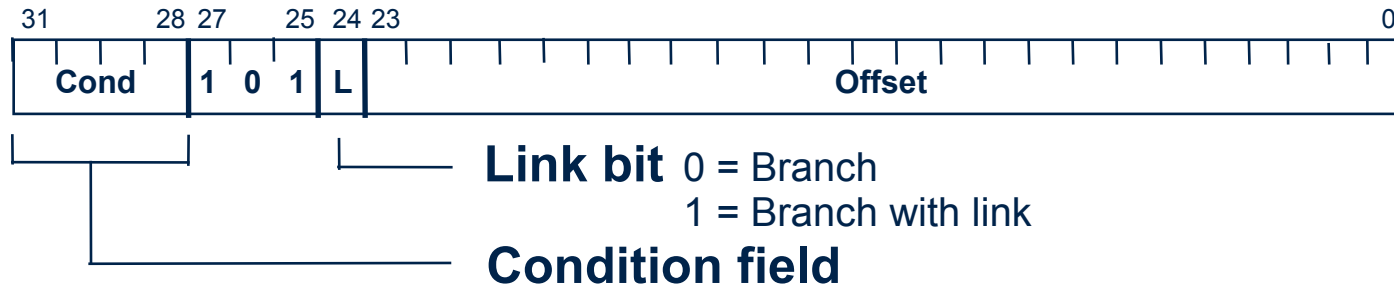 31 28 27 25 24 23 0
Cond 1 0 1 L Offset
Link bit 0 = Branch
1 = Branch with link
Condition field